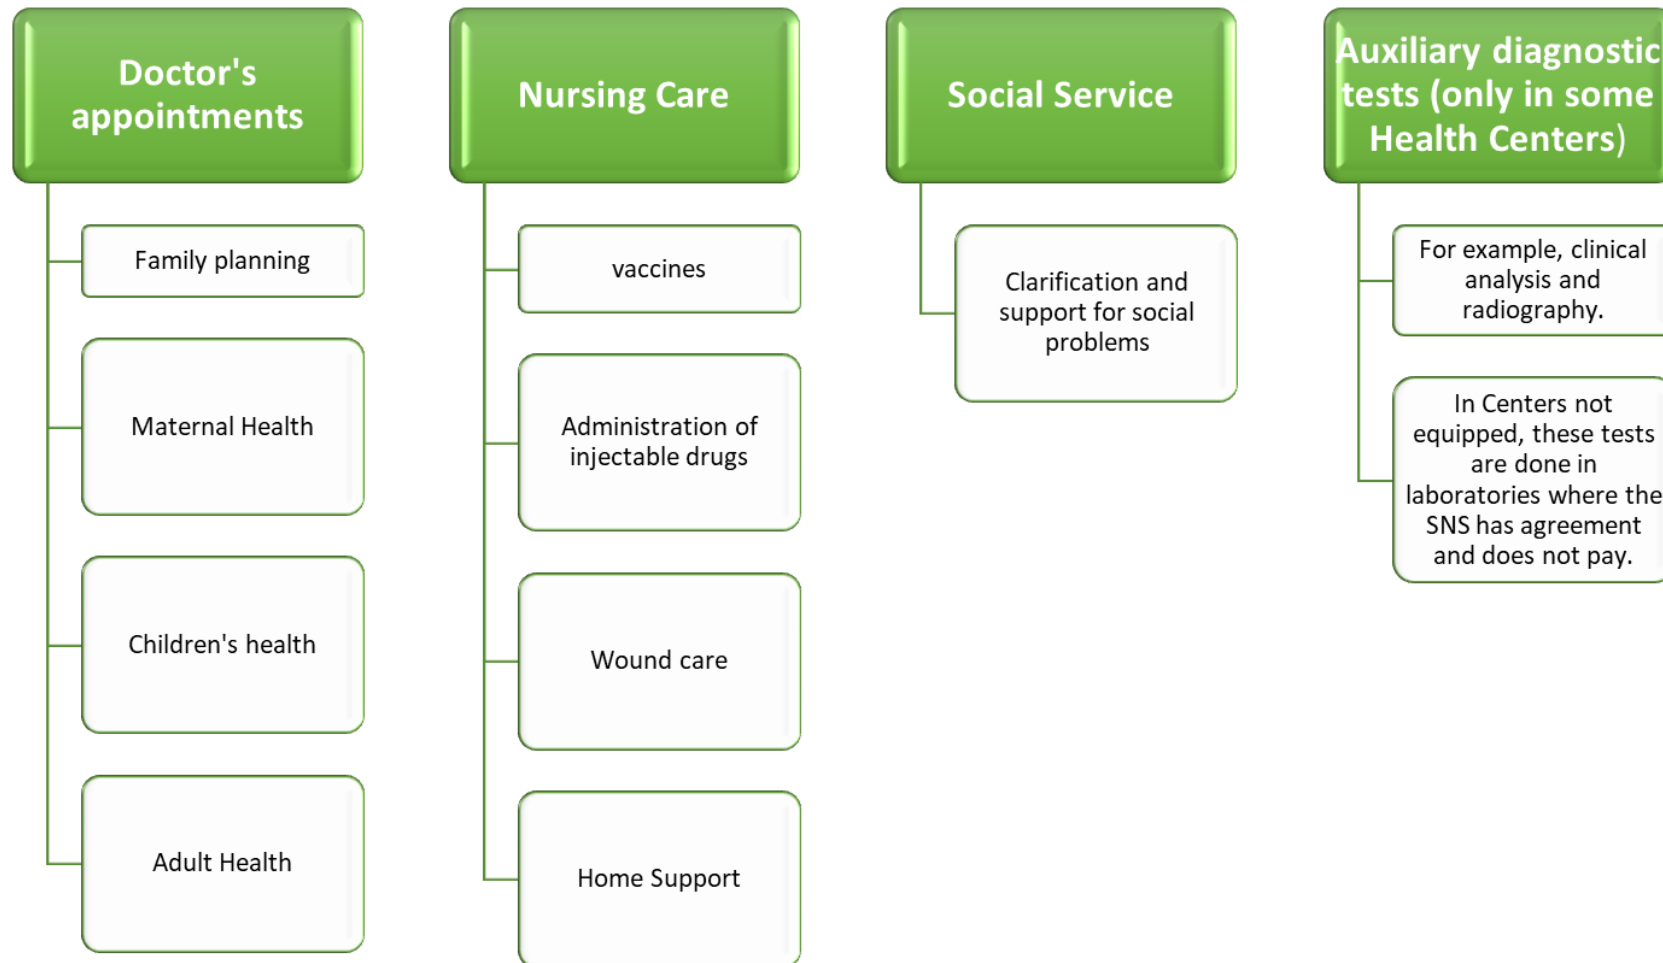 Doctor's
appointments
Family planning
Maternal Health
Children's health
Adult Health
Nursing Care
vaccines
Administration of
injectable drugs
Wound care
Home Support
Social Service
Clarification and
support for social
problems
Auxiliary diagnostic
tests (only in some
Health Centers)
For example, clinical
analysis and
radiography.
In Centers not
equipped, these tests
are done in
laboratories where the
SNS has agreement
and does not pay.